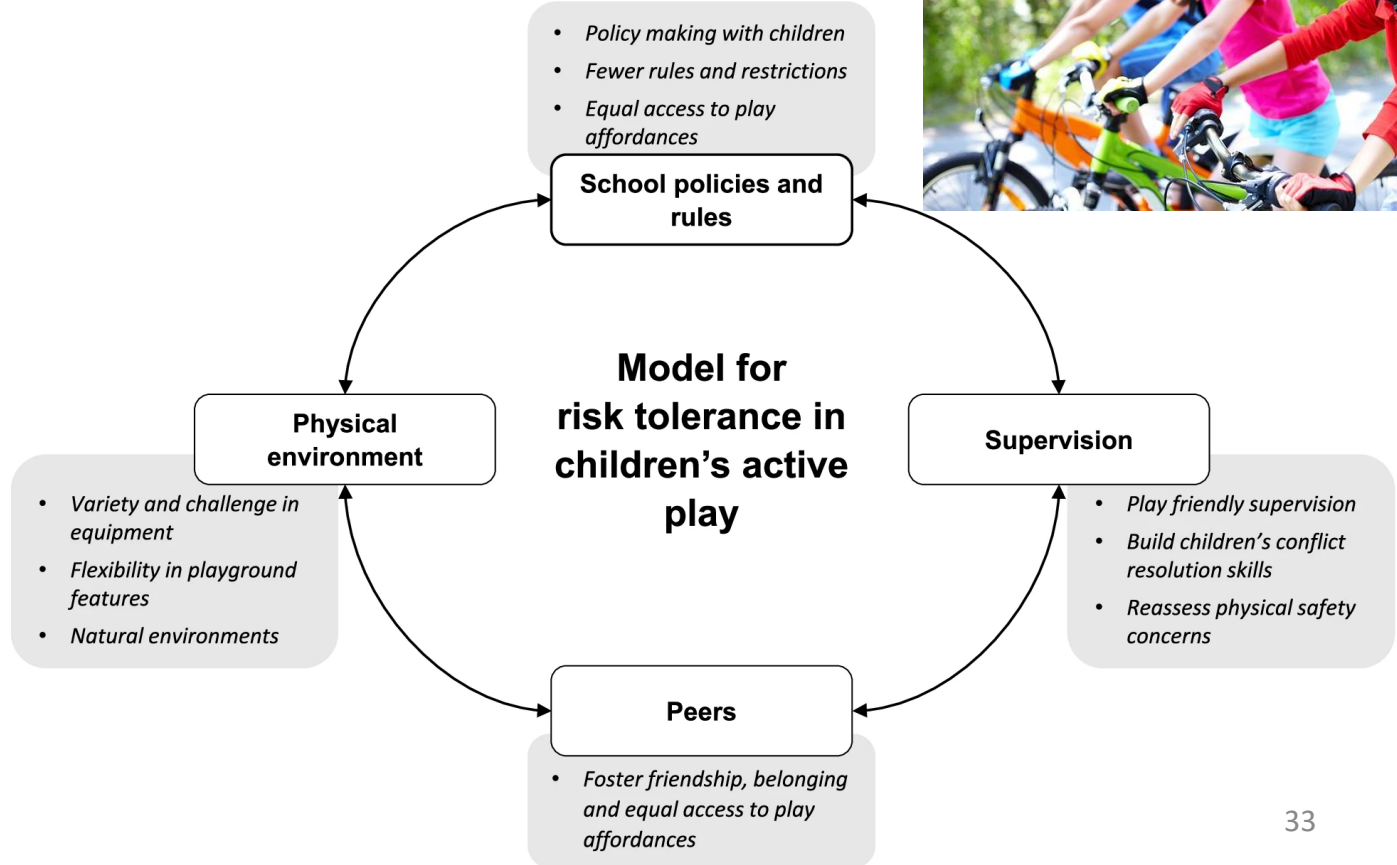 • Policy making with children
• Fewer rules and restrictions
• Equal access to play
affordances
School policies and
rules
Model for
risk tolerance in
children’s active
play
Physical
environment
• Variety and challenge in
equipment
• Flexibility in playground
features
• Natural environments
Supervision
• Play friendly supervision
• Build children’s conflict
resolution skills
• Reassess physical safety
concerns
Peers
• Foster friendship, belonging
and equal access to play
affordances
33